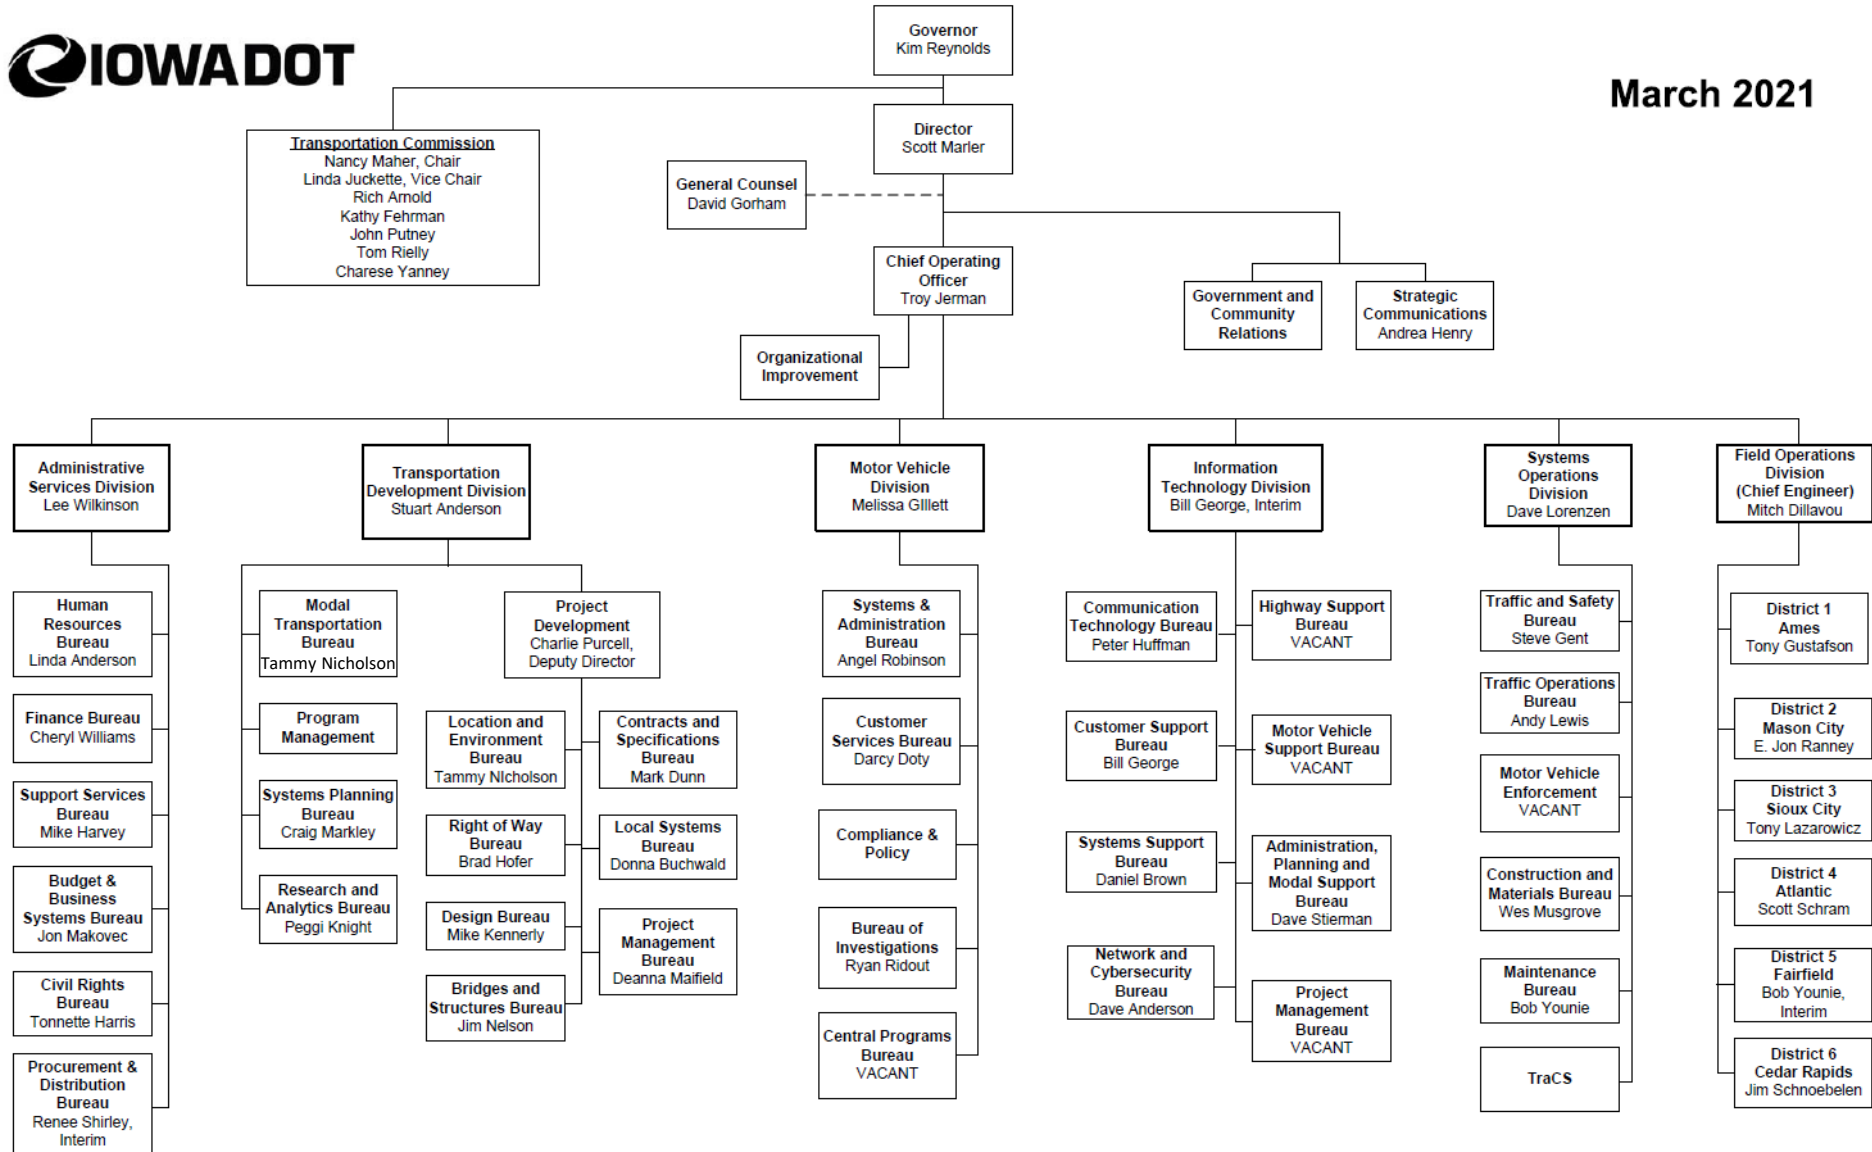 IOWADOT
March 2021
Governor
Kim Reynolds
Director
Scott Marler
Transportation Commission
Nancy Maher, Chair
Linda Juckette, Vice Chair
Rich Arnold
Kathy Fehrman
John Putney
Tom Rielly
Charese Yanney
General Counsel
David Gorham
Chief Operating
Officer
Troy Jerman
Government and
Community
Relations
Strategic
Communications
Andrea Henry
Organizational
Improvement
Administrative
Services Division
Lee Wilkinson
Human
Resources
Bureau
Linda Anderson
Finance Bureau
Cheryl Williams
Support Services
Bureau
Mike Harvey
Budget &
Business
Systems Bureau
Jon Makovec
Civil Rights
Bureau
Tonnette Harris
Procurement &
Distribution
Bureau
Renee Shirley,
Interim
Transportation
Development Division
Stuart Anderson
Modal
Transportation
Bureau
Tammy Nicholson
Program
Management
Systems Planning
Bureau
Craig Markley
Research and
Analytics Bureau
Peggi Knight
Project
Development
Charlie Purcell,
Deputy Director
Location and
Environment
Bureau
Tammy NIcholson
Right of Way
Bureau
Brad Hofer
Design Bureau
Mike Kennerly
Bridges and
Structures Bureau
Jim Nelson
Contracts and
Specifications
Bureau
Mark Dunn
Local Systems
Bureau
Donna Buchwald
Project
Management
Bureau
Deanna Maifield
Motor Vehicle
Division
Melissa GIllett
Systems &
Administration
Bureau
Angel Robinson
Customer
Services Bureau
Darcy Doty
Compliance &
Policy
Bureau of
Investigations
Ryan Ridout
Central Programs
Bureau
VACANT
Information
Technology Division
Bill George, Interim
Communication
Technology Bureau
Peter Huffman
Customer Support
Bureau
Bill George
Systems Support
Bureau
Daniel Brown
Network and
Cybersecurity
Bureau
Dave Anderson
Highway Support
Bureau
VACANT
Motor Vehicle
Support Bureau
VACANT
Administration,
Planning and
Modal Support
Bureau
Dave Stierman
Project
Management
Bureau
VACANT
Systems
Operations
Division
Dave Lorenzen
Traffic and Safety
Bureau
Steve Gent
Traffic Operations
Bureau
Andy Lewis
Motor Vehicle
Enforcement
VACANT
Construction and
Materials Bureau
Wes Musgrove
Maintenance
Bureau
Bob Younie
TraCS
Field Operations
Division
(Chief Engineer)
Mitch Dillavou
District 1
Ames
Tony Gustafson
District 2
Mason City
E. Jon Ranney
District 3
Sioux City
Tony Lazarowicz
District 4
Atlantic
Scott Schram
District 5
Fairfield
Bob Younie,
Interim
District 6
Cedar Rapids
Jim Schnoebelen